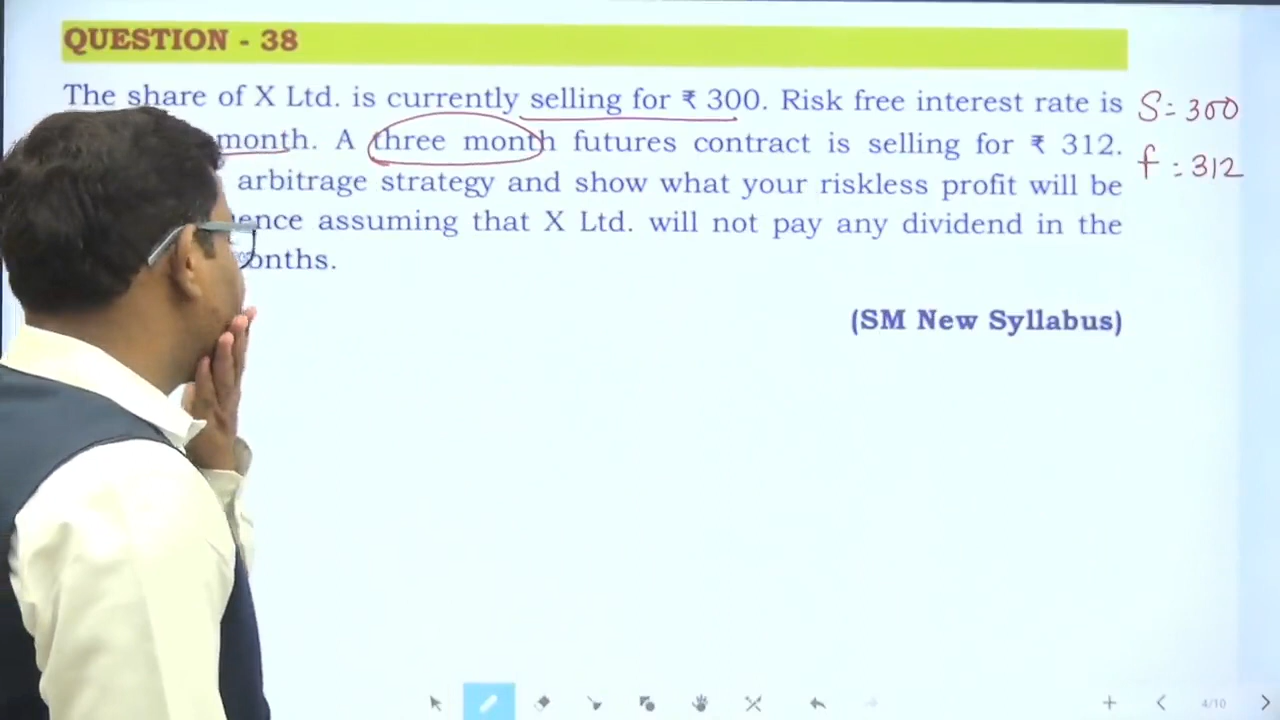 QUESTION - 38
The share of X Ltd. is currently selling for ₹ 300. Risk free interest rate is S = 300
month. A three month futures contract is selling for ₹ 312. f = 312
arbitrage strategy and show what your riskless profit will be
assuming that X Ltd. will not pay any dividend in the
(SM New Syllabus)
4/10